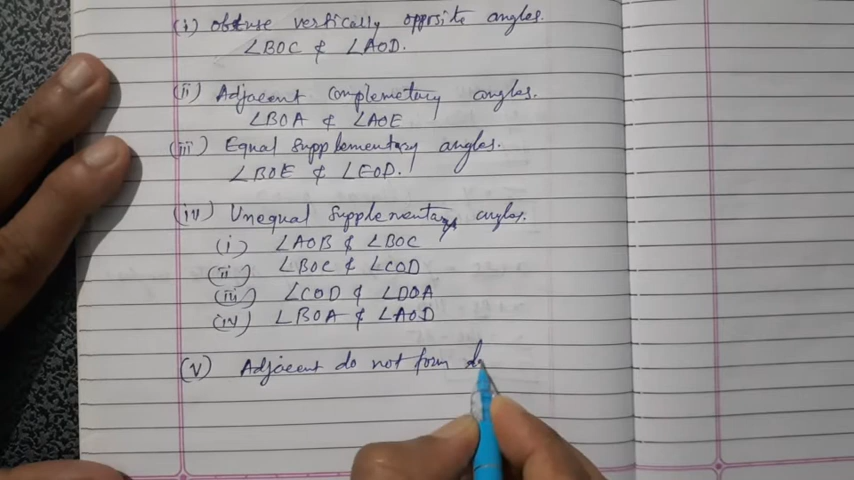 (i) obtuse vertically opposite angles.
∠BOC & ∠AOD.
(ii) Adjacent complemetary angles.
∠BOA & ∠AOE
(iii) Equal supplementary angles.
∠BOE & ∠EOD.
(iv) Unequal supplementary angles.
(i) ∠AOB & ∠BOC
(ii) ∠BOC & ∠COD
(iii) ∠COD & ∠DOA
(iv) ∠BOA & ∠AOD
(v) Adjacent do not form